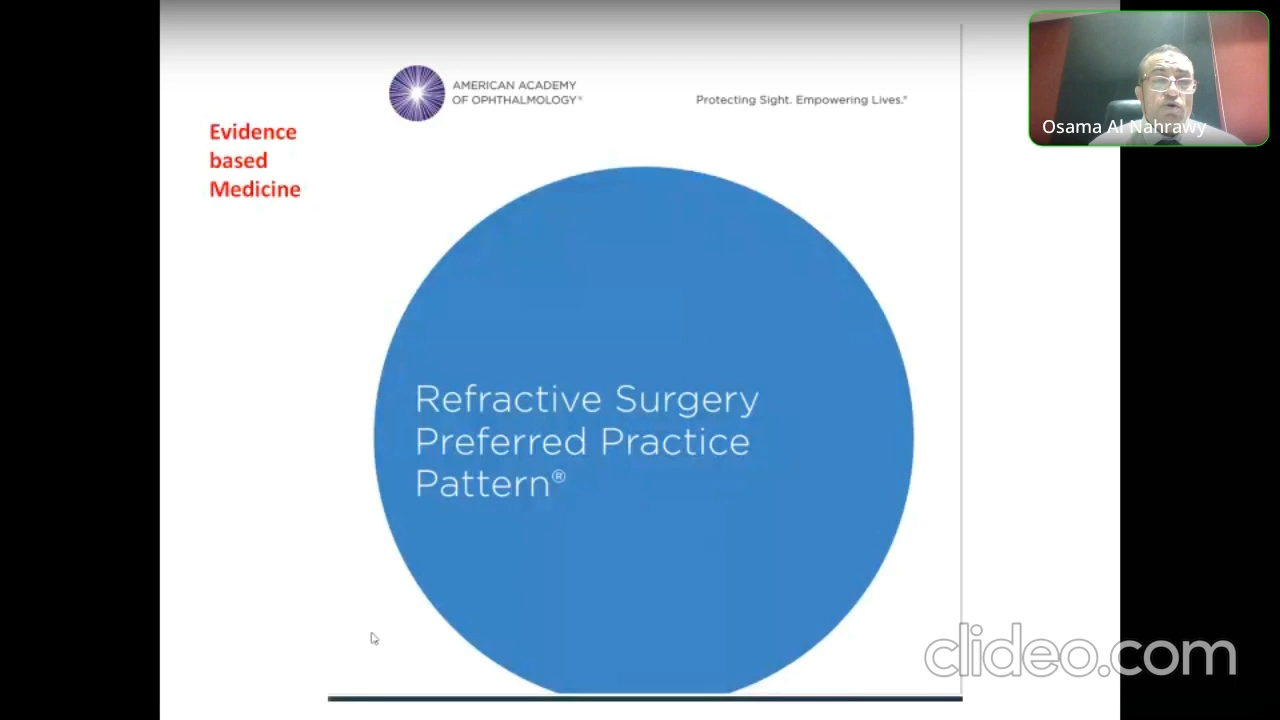 AMERICAN ACADEMY
OF OPHTHALMOLOGY®
Protecting Sight. Empowering Lives.®
Evidence
based
Medicine
Osama Al Nahrawy
Refractive Surgery
Preferred Practice
Pattern®
clideo.com